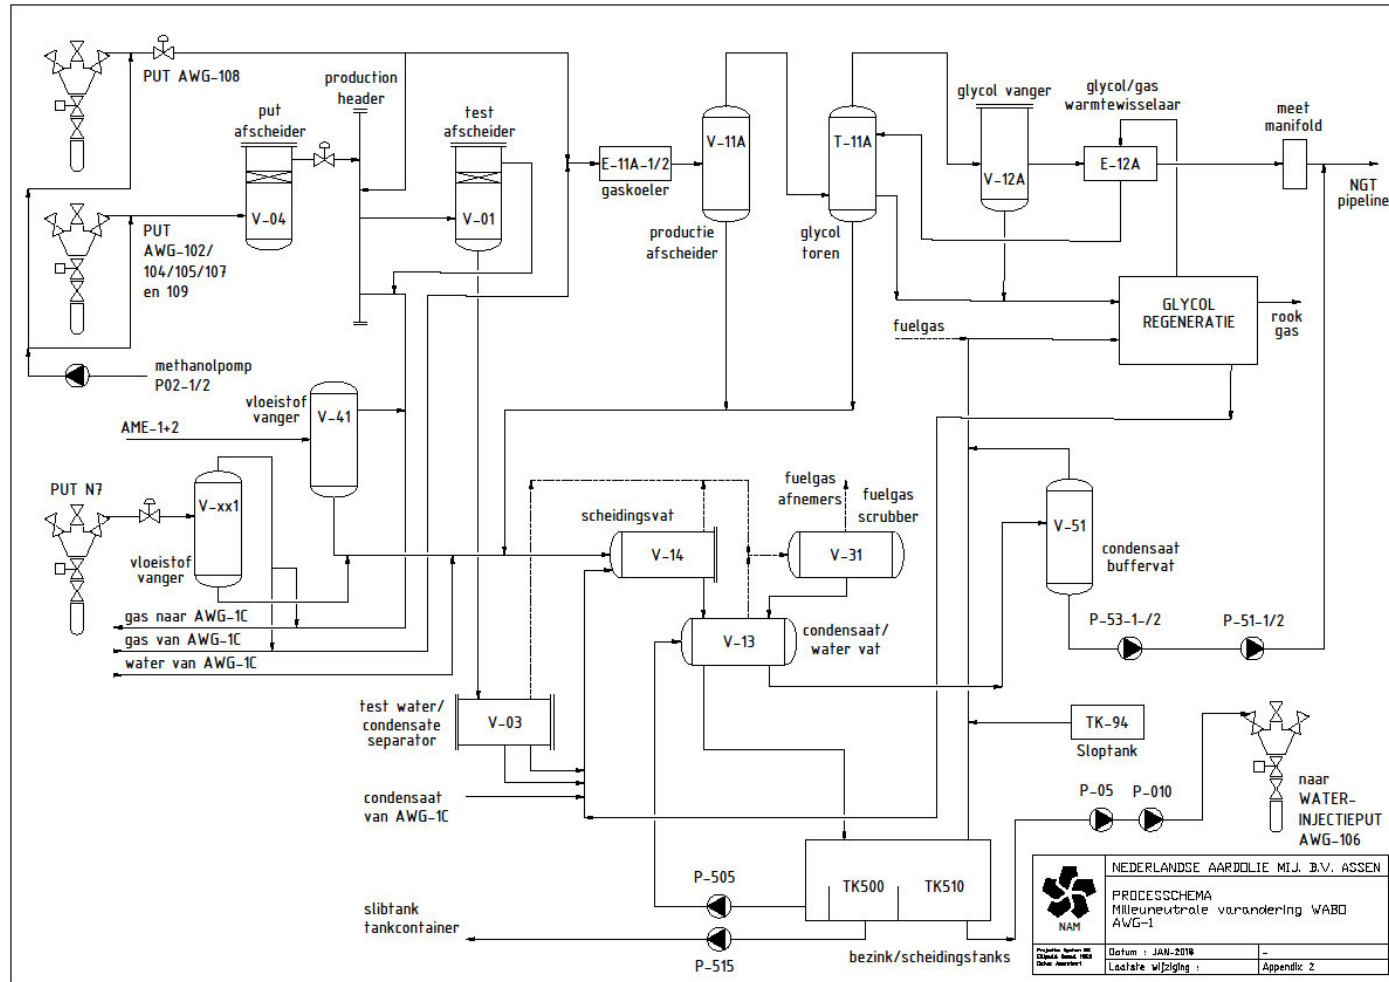 PUT AWG-108
production
header
put
afscheider
test
afscheider
V-04
V-01
PUT
AWG-102/
104/105/107
en 109
methanolpomp
P02-1/2
E-11A-1/2
gaskoeler
V-11A
productie
afscheider
T-11A
glycol
toren
glycol vanger
V-12A
glycol/gas
warmtewisselaar
E-12A
meet
manifold
NGT
pipeline
GLYCOL
REGENERATIE
rook
gas
fuelgas
vloeistof
vanger
V-41
AME-1+2
PUT N7
V-xx1
vloeistof
vanger
gas naar AWG-1C
gas van AWG-1C
water van AWG-1C
scheidingsvat
V-14
fuelgas
afnemers
fuelgas
scrubber
V-31
V-13
condensaat/
water vat
V-51
condensaat
buffervat
P-53-1-/2
P-51-1/2
test water/
condensate
separator
V-03
condensaat
van AWG-1C
TK-94
Sloptank
P-05
P-010
naar
WATER-
INJECTIEPUT
AWG-106
P-505
TK500
TK510
slibtank
tankcontainer
P-515
bezink/scheidingstanks
NAM
NEDERLANDSE AARDOLIE MIJ. B.V. ASSEN
PROCESSCHEMA
Milieuneutrale varandering WABO
AWG-1
Datum : JAN-2018
-
Laatste wijziging :
Appendix 2